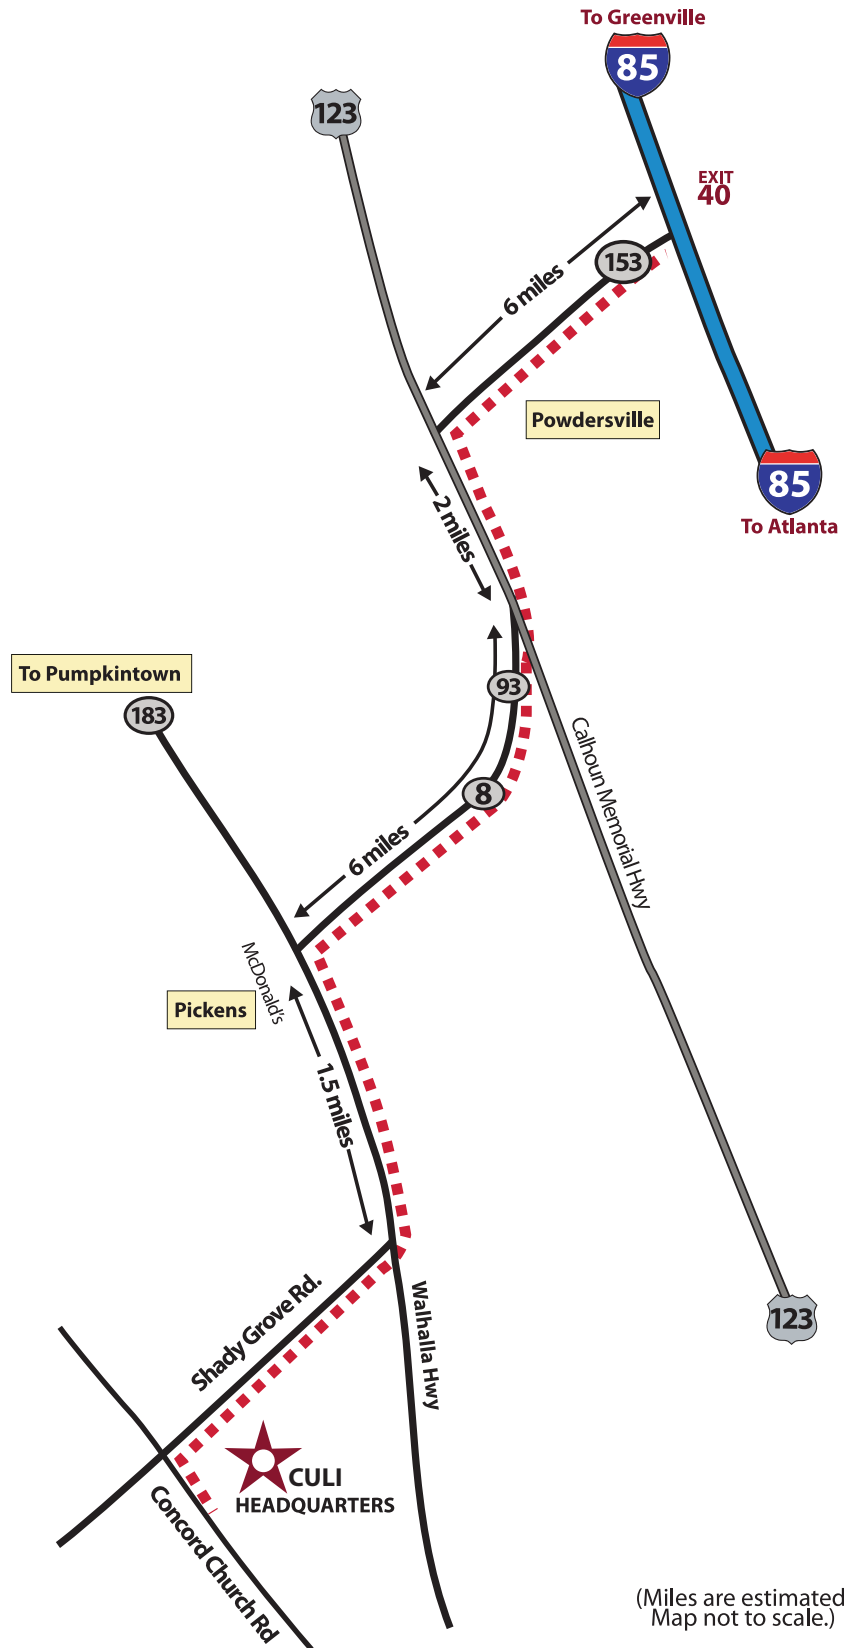 To Greenville
85
123
EXIT
40
153
6 miles
Powdersville
85
To Atlanta
2 miles
To Pumpkintown
183
93
8
Calhoun Memorial Hwy
6 miles
McDonald's
Pickens
1.5 miles
Shady Grove Rd.
Walhalla Hwy
123
CULI
HEADQUARTERS
Concord Church Rd
(Miles are estimated
Map not to scale.)